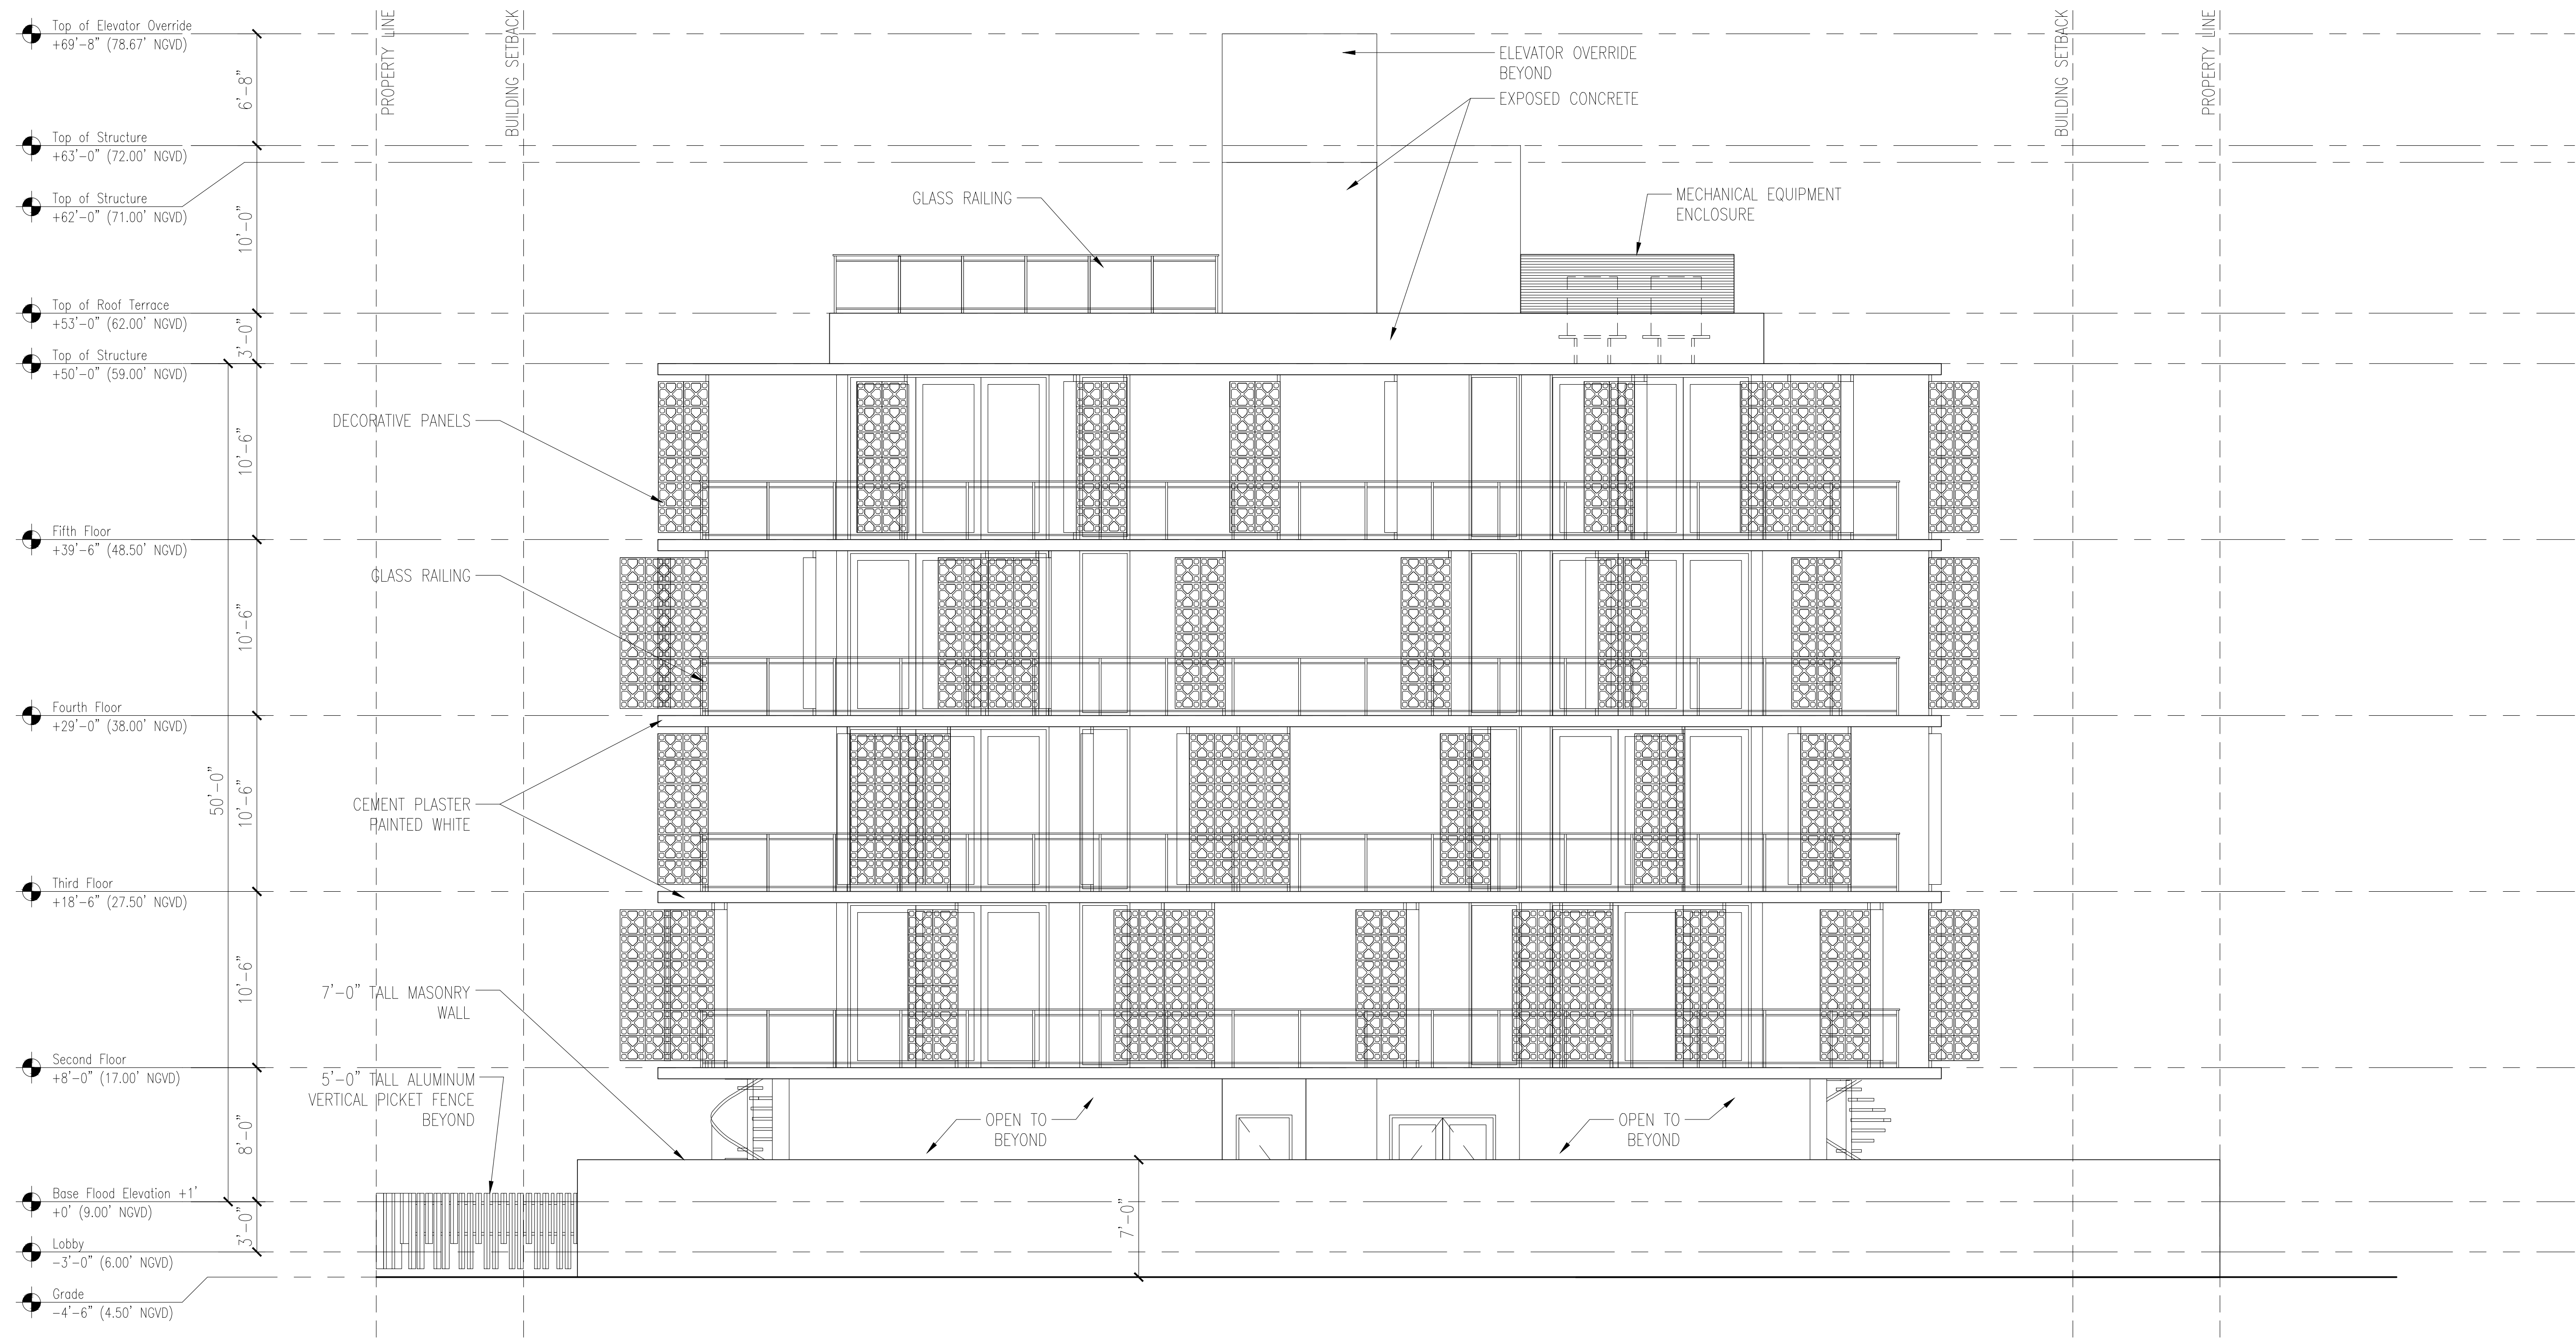 Top of Elevator Override
+69'-8" (78.67' NGVD)
6'-8"
PROPERTY LINE
BUILDING SETBACK
ELEVATOR OVERRIDE
BEYOND
EXPOSED CONCRETE
BUILDING SETBACK
PROPERTY LINE
Top of Structure
+63'-0" (72.00' NGVD)
Top of Structure
+62'-0" (71.00' NGVD)
10'-0"
GLASS RAILING
MECHANICAL EQUIPMENT
ENCLOSURE
Top of Roof Terrace
+53'-0" (62.00' NGVD)
3'-0"
Top of Structure
+50'-0" (59.00' NGVD)
DECORATIVE PANELS
10'-6"
Fifth Floor
+39'-6" (48.50' NGVD)
GLASS RAILING
10'-6"
Fourth Floor
+29'-0" (38.00' NGVD)
50'-0"
10'-6"
CEMENT PLASTER
PAINTED WHITE
Third Floor
+18'-6" (27.50' NGVD)
10'-6"
7'-0" TALL MASONRY
WALL
Second Floor
+8'-0" (17.00' NGVD)
5'-0" TALL ALUMINUM
VERTICAL PICKET FENCE
BEYOND
8'-0"
OPEN TO
BEYOND
OPEN TO
BEYOND
Base Flood Elevation +1'
+0' (9.00' NGVD)
3'-0"
7'-0"
Lobby
-3'-0" (6.00' NGVD)
Grade
-4'-6" (4.50' NGVD)